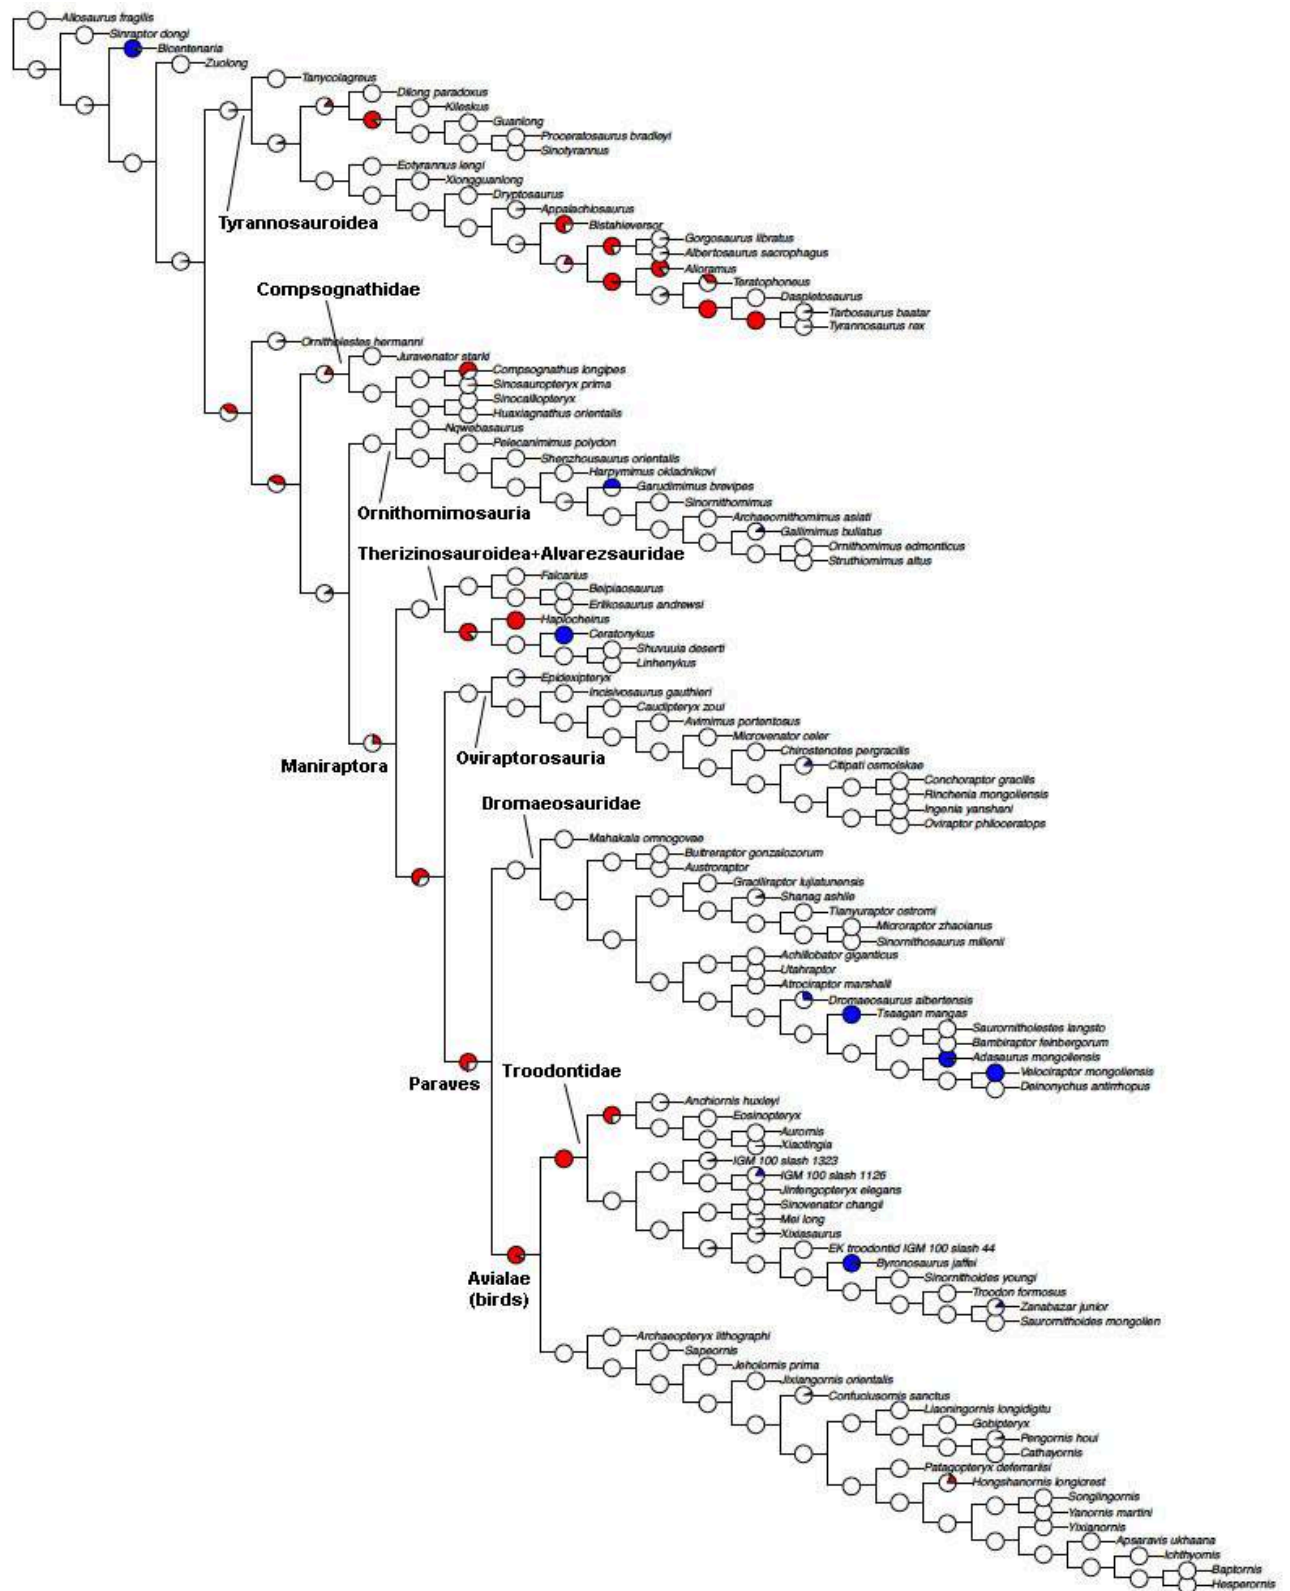 Allosaurus fragilis
Sinraptor dongi
Bicentenaria
Zuolong
Tanycolagreus
Dilong paradoxus
Kileskus
Guanlong
Proceratosaurus bradleyi
Sinotyrannus
Eotyrannus lengi
Xiongguanlong
Dryptosaurus
Appalachiosaurus
Tyrannosauroidea
Bistahieversor
Gorgosaurus libratus
Albertosaurus sacrophagus
Alioramus
Teratophoneus
Compsognathidae
Daspletosaurus
Tarbosaurus baatar
Tyrannosaurus rex
Ornitholestes hermanni
Juravenator starki
Compsognathus longipes
Sinosauropteryx prima
Sinocalliopteryx
Huaxiagnathus orientalis
Nqwebasaurus
Pelecanimimus polydon
Shenzhousaurus orientalis
Harpymimus okladnikovi
Garudimimus brevipes
Sinornithomimus
Ornithomimosauria
Archaeornithomimus asiati
Gallimimus bullatus
Ornithomimus edmonticus
Therizinosauroidea+Alvarezsauridae
Struthiomimus altus
Falcarius
Beipiaosaurus
Erlikosaurus andrewsi
Haplocheirus
Ceratonykus
Shuvuuia deserti
Linhenykus
Epidexipteryx
Incisivosaurus gauthieri
Caudipteryx zoui
Avimimus portentosus
Microvenator celer
Chirostenotes pergracilis
Oviraptorosauria
Maniraptora
Citipati osmolskae
Conchoraptor gracilis
Rinchenia mongoliensis
Dromaeosauridae
Ingenia yanshani
Oviraptor philoceratops
Mahakala omnogovae
Buitreraptor gonzalozorum
Austroraptor
Graciliraptor lujiatunensis
Shanag ashile
Tianyuraptor ostromi
Microraptor zhaoianus
Sinornithosaurus millenii
Achillobator giganticus
Utahraptor
Atrociraptor marshalli
Dromaeosaurus albertensis
Tsaagan mangas
Saurornitholestes langsto
Bambiraptor feinbergorum
Adasaurus mongoliensis
Troodontidae
Velociraptor mongoliensis
Paraves
Deinonychus antirrhopus
Anchiornis huxleyi
Eosinopteryx
Aurornis
Xiaotingia
IGM 100 slash 1323
IGM 100 slash 1126
Jinfengopteryx elegans
Sinovenator changii
Mei long
Xixiasaurus
EK troodontid IGM 100 slash 44
Byronosaurus jaffei
Avialae
(birds)
Sinornithoides youngi
Troodon formosus
Zanabazar junior
Saurornithoides mongolien
Archaeopteryx lithographi
Sapeornis
Jeholornis prima
Jixiangornis orientalis
Confuciusornis sanctus
Liaoningornis longidigitu
Gobipteryx
Pengornis houi
Cathayornis
Patagopteryx deferrariisi
Hongshanornis longicrest
Songlingornis
Yanornis martini
Yixianornis
Apsaravis ukhaana
Ichthyornis
Baptornis
Hesperornis